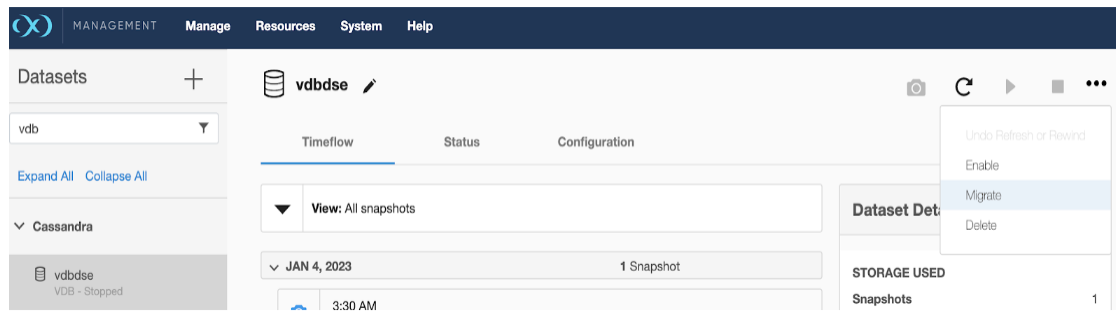 MANAGEMENT Manage Resources System Help
Datasets
vdb
Expand All Collapse All
Cassandra
vdbdse
VDB - Stopped
vdbdse
Timeflow Status Configuration
View: All snapshots
JAN 4, 2023 1 Snapshot
3:30 AM
Undo Refresh or Rewind
Enable
Migrate
Delete
Dataset Det
STORAGE USED
Snapshots 1